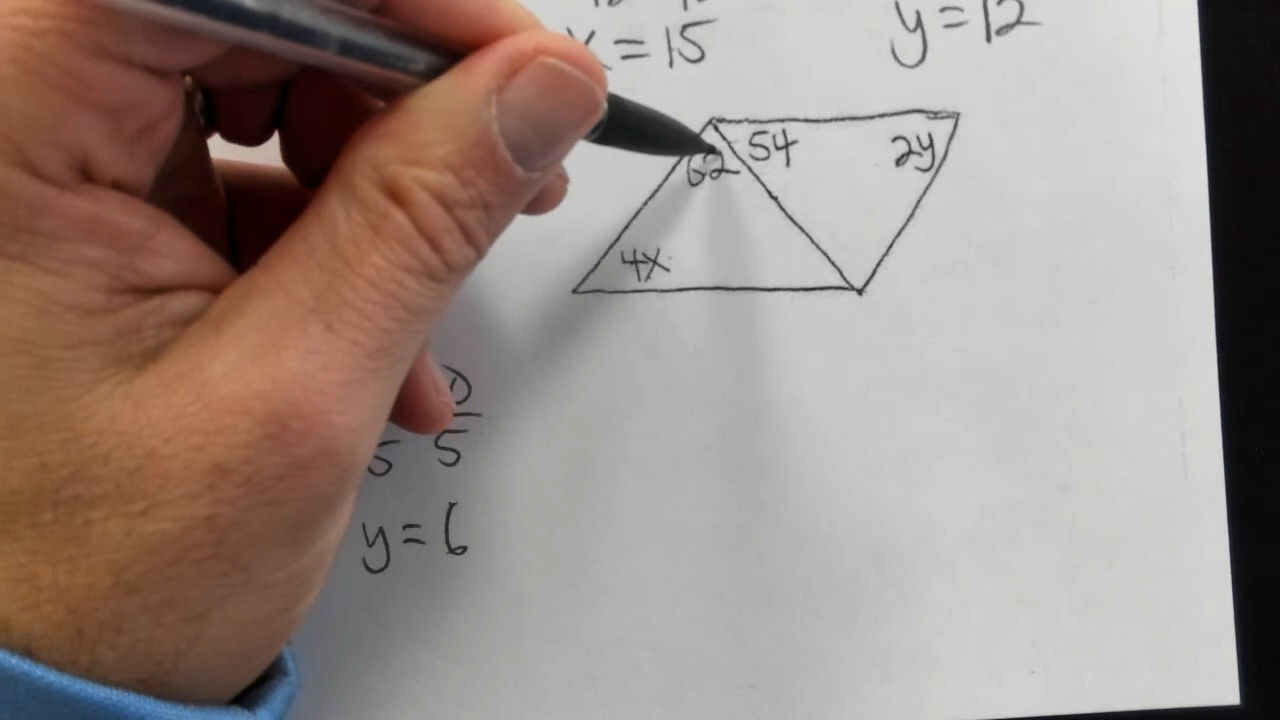 x = 15
y = 12
54
2y
62
4x
5 5
y = 6